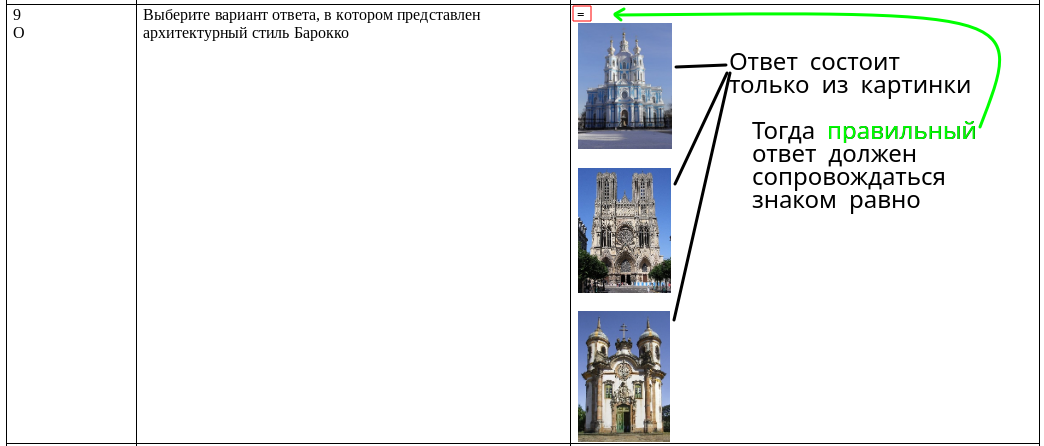 9
О
Выберите вариант ответа, в котором представлен
архитектурный стиль Барокко
=
Ответ состоит
только из картинки
Тогда правильный
ответ должен
сопровождаться
знаком равно